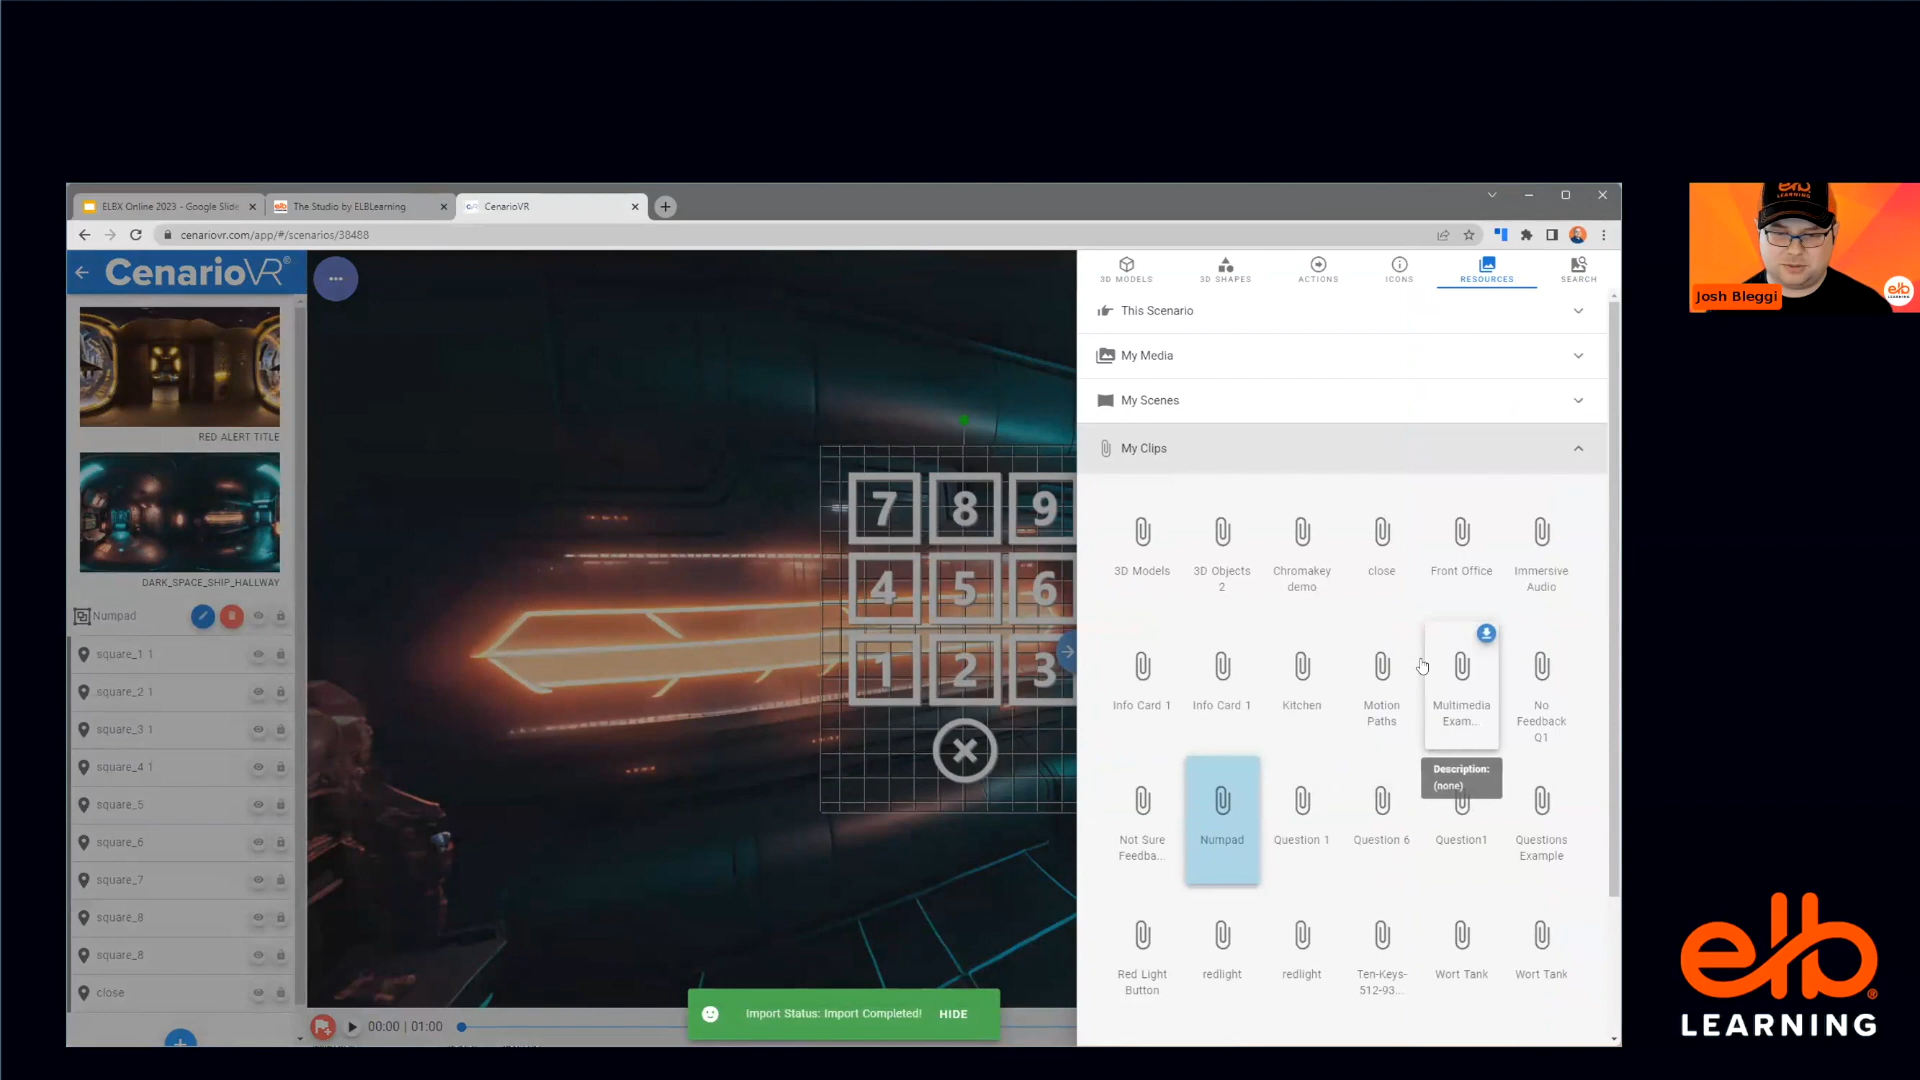 ELBX Online 2023 - Google Slide
The Studio by ELBLearning
CenarioVR
cenariovr.com/app/#/scenarios/38488
CenarioVR®
RED ALERT TITLE
DARK_SPACE_SHIP_HALLWAY
Numpad
square_1 1
square_2 1
square_3 1
square_4 1
square_5
square_6
square_7
square_8
square_8
close
7 8 9
4 5 6
1 2 3
00:00 | 01:00
Import Status: Import Completed! HIDE
3D MODELS
3D SHAPES
ACTIONS
ICONS
RESOURCES
SEARCH
This Scenario
My Media
My Scenes
My Clips
3D Models
3D Objects
2
Chromakey
demo
close
Front Office
Immersive
Audio
Info Card 1
Info Card 1
Kitchen
Motion
Paths
Multimedia
Exam...
No
Feedback
Q1
Description:
(none)
Not Sure
Feedba...
Numpad
Question 1
Question 6
Question1
Questions
Example
Red Light
Button
redlight
redlight
Ten-Keys-
512-93...
Wort Tank
Wort Tank
elb
LEARNING
Josh Bleggi
elb
LEARNING
elb®
LEARNING